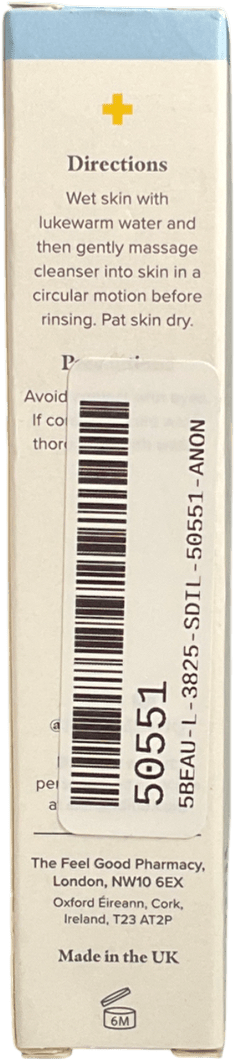 Directions
Wet skin with
lukewarm water and
then gently massage
cleanser into skin in a
circular motion before
rinsing. Pat skin dry.
Avoid
If
50551
5BEAU-L-3825-SDIL-50551-ANON
The Feel Good Pharmacy,
London, NW10 6EX
Oxford Éireann, Cork,
Ireland, T23 AT2P
Made in the UK
6M